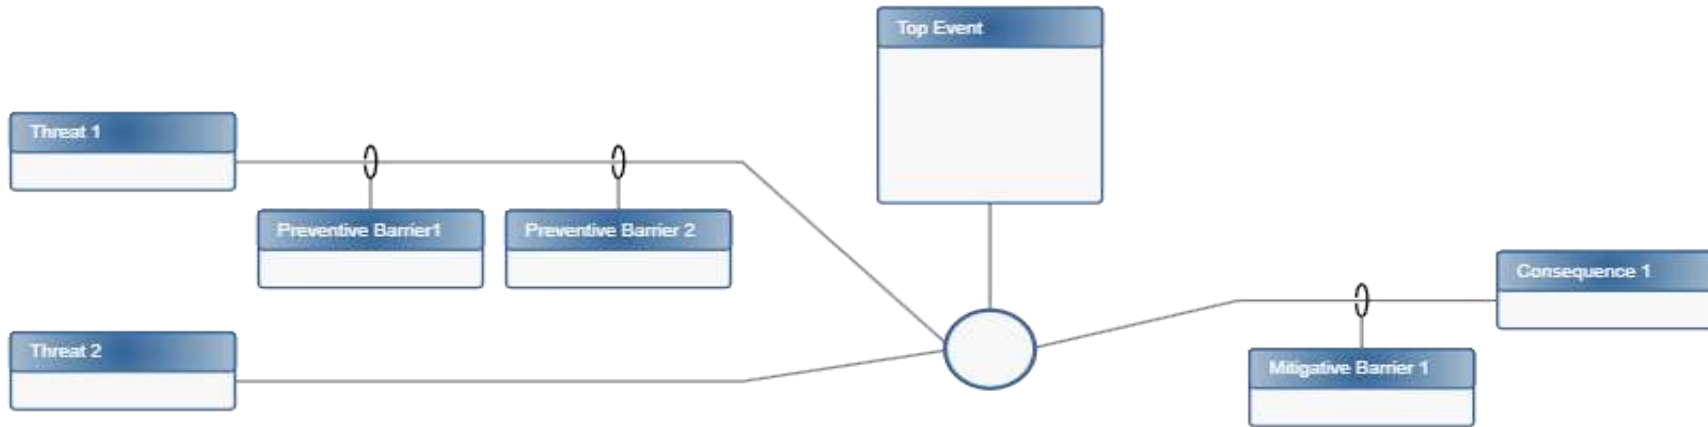 Top Event
Threat 1
Preventive Barrier1
Preventive Barrier 2
Threat 2
Consequence 1
Mitigative Barrier 1